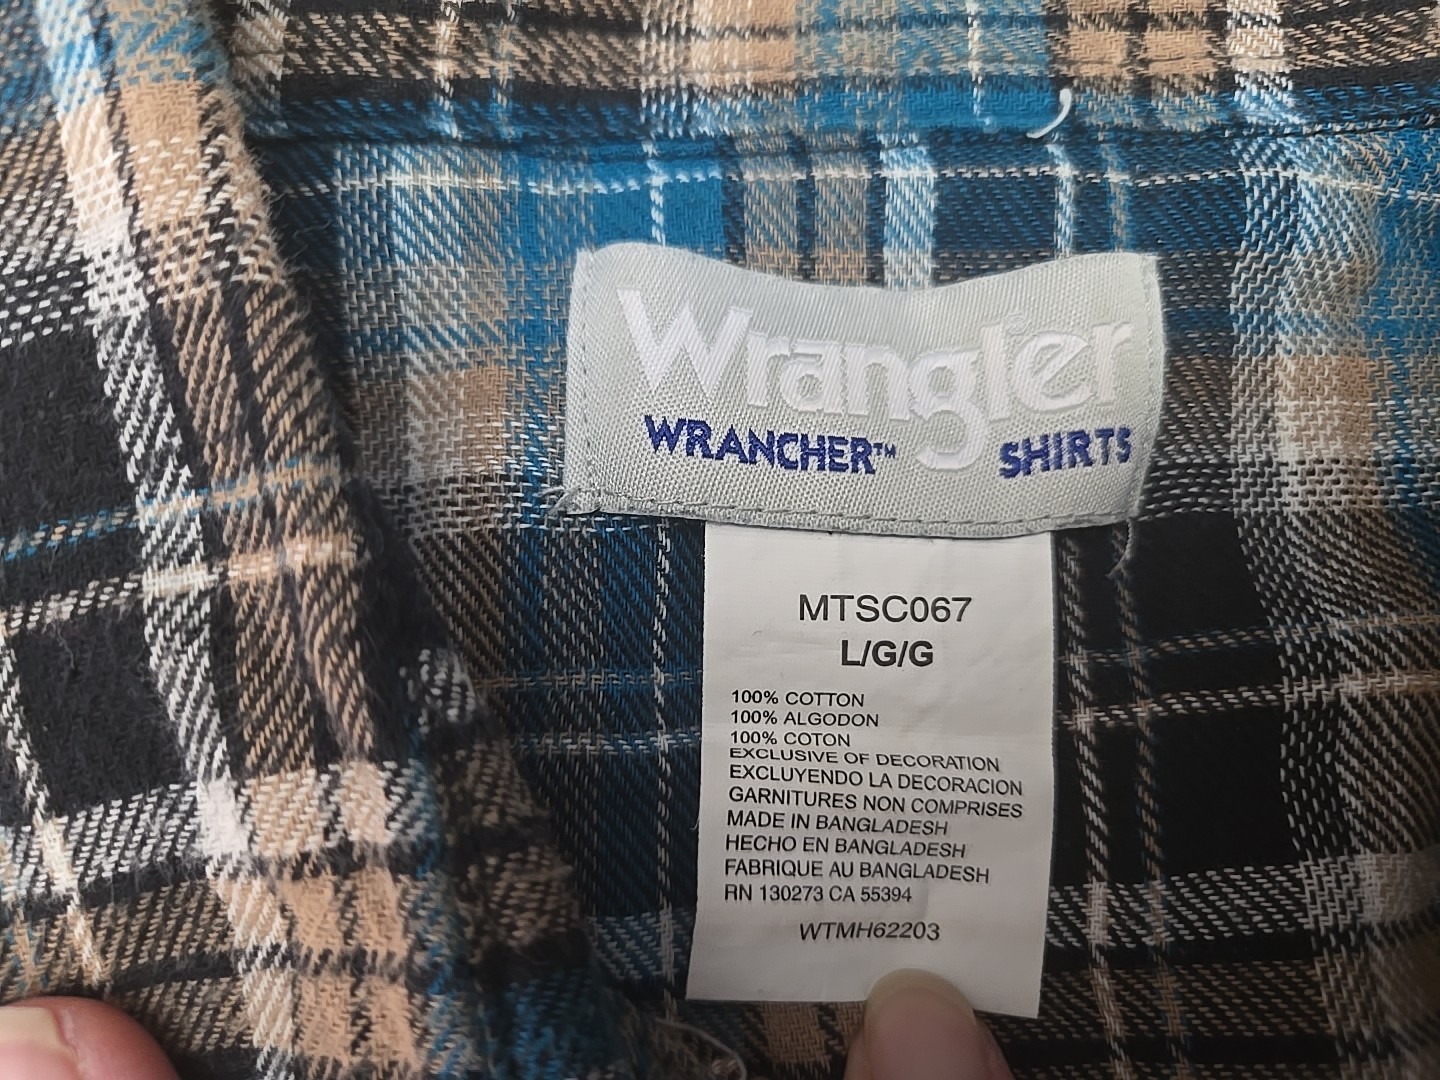 Wrangler
WRANCHER™ SHIRTS
MTSC067
L/G/G
100% COTTON
100% ALGODON
100% COTON
EXCLUSIVE OF DECORATION
EXCLUYENDO LA DECORACION
GARNITURES NON COMPRISES
MADE IN BANGLADESH
HECHO EN BANGLADESH
FABRIQUE AU BANGLADESH
RN 130273 CA 55394
WTMH62203